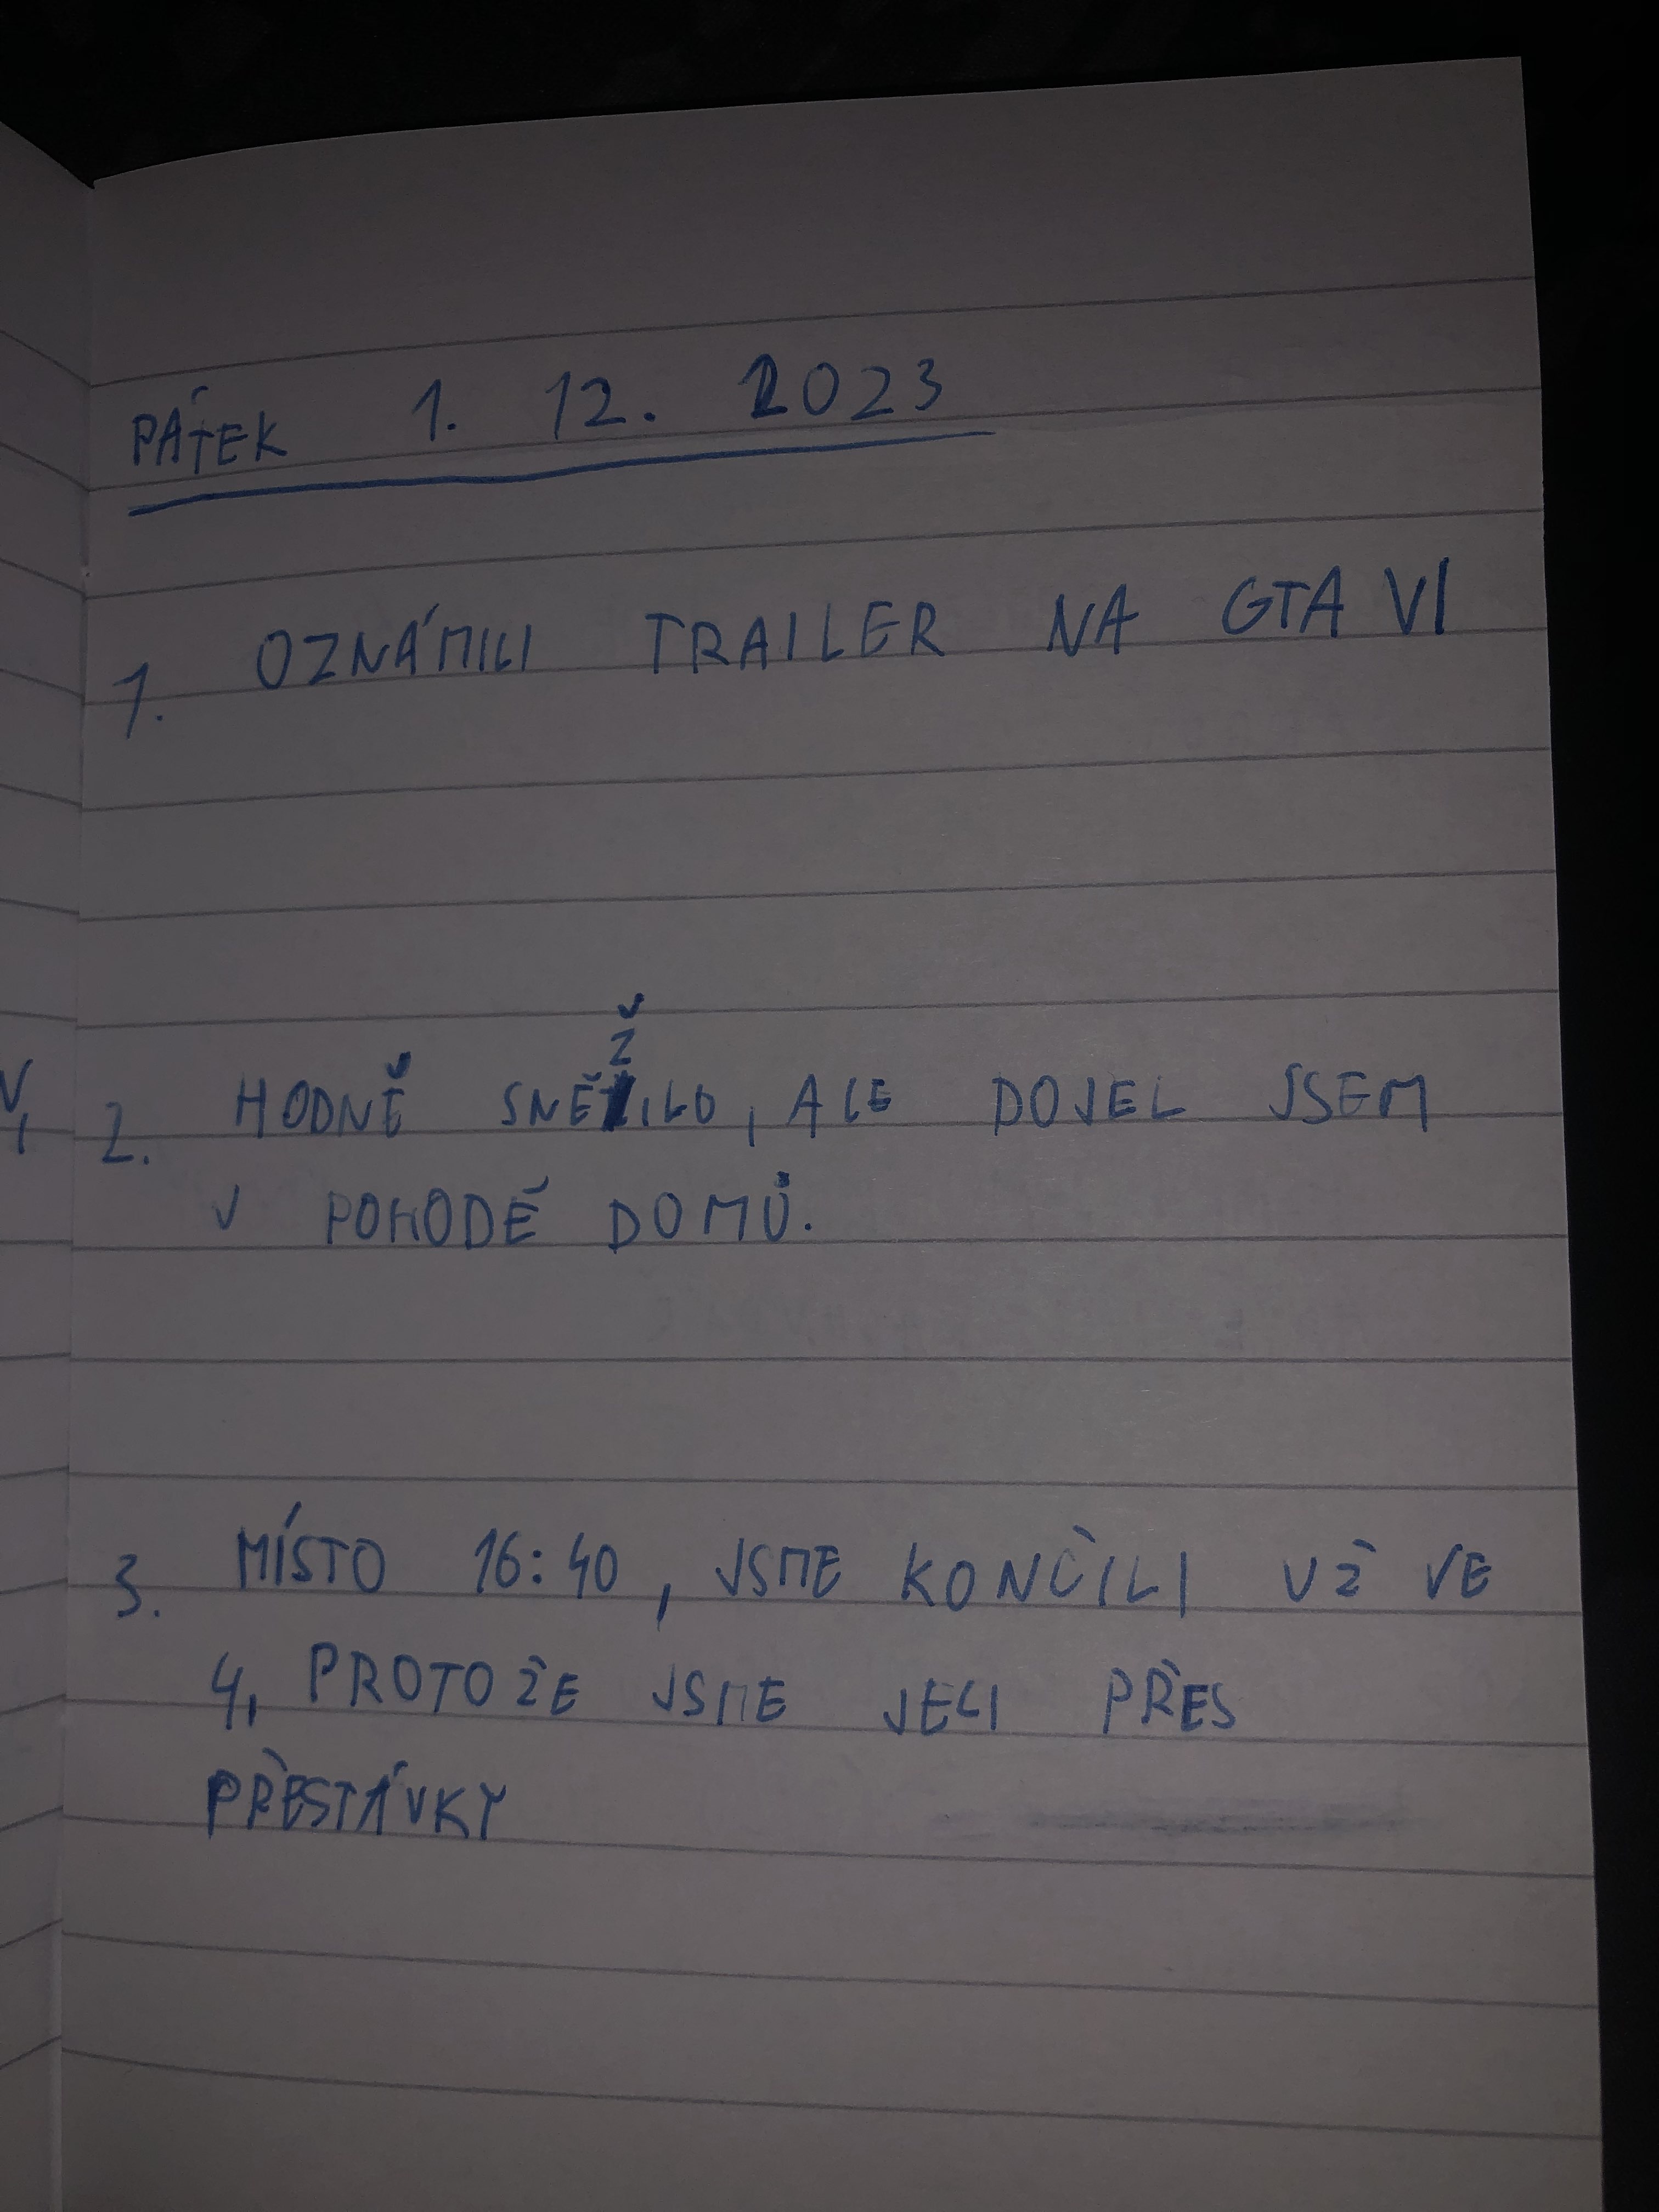 PÁTEK 1. 12. 2023
1. OZNÁMILI TRAILER NA GTA VI
2. HODNĚ SNĚŽILO, ALE DOJEL JSEM
V POHODĚ DOMŮ.
3. MÍSTO 16:40, JSME KONČILI UŽ VE
4, PROTOŽE JSME JELI PŘES
PŘESTÁVKY